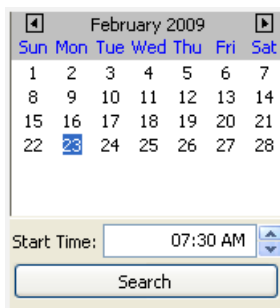 February 2009
Sun Mon Tue Wed Thu Fri Sat
1 2 3 4 5 6 7
8 9 10 11 12 13 14
15 16 17 18 19 20 21
22 23 24 25 26 27 28
Start Time: 07:30 AM
Search